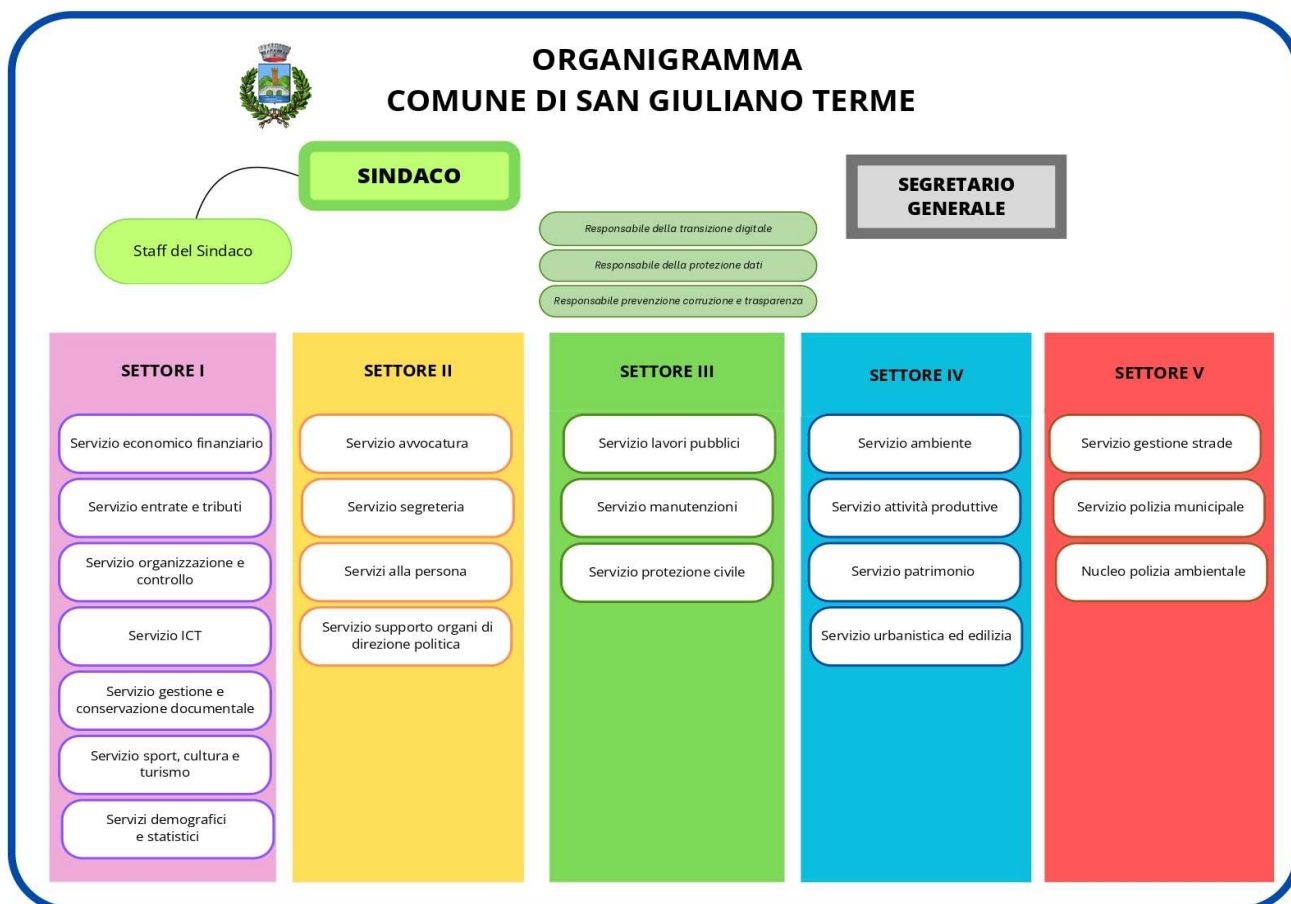 ORGANIGRAMMA
COMUNE DI SAN GIULIANO TERME
SINDACO
SEGRETARIO
GENERALE
Staff del Sindaco
Responsabile della transizione digitale
Responsabile della protezione dati
Responsabile prevenzione corruzione e trasparenza
SETTORE I
Servizio economico finanziario
Servizio entrate e tributi
Servizio organizzazione e
controllo
Servizio ICT
Servizio gestione e
conservazione documentale
Servizio sport, cultura e
turismo
Servizi demografici
e statistici
SETTORE II
Servizio avvocatura
Servizio segreteria
Servizi alla persona
Servizio supporto organi di
direzione politica
SETTORE III
Servizio lavori pubblici
Servizio manutenzioni
Servizio protezione civile
SETTORE IV
Servizio ambiente
Servizio attività produttive
Servizio patrimonio
Servizio urbanistica ed edilizia
SETTORE V
Servizio gestione strade
Servizio polizia municipale
Nucleo polizia ambientale